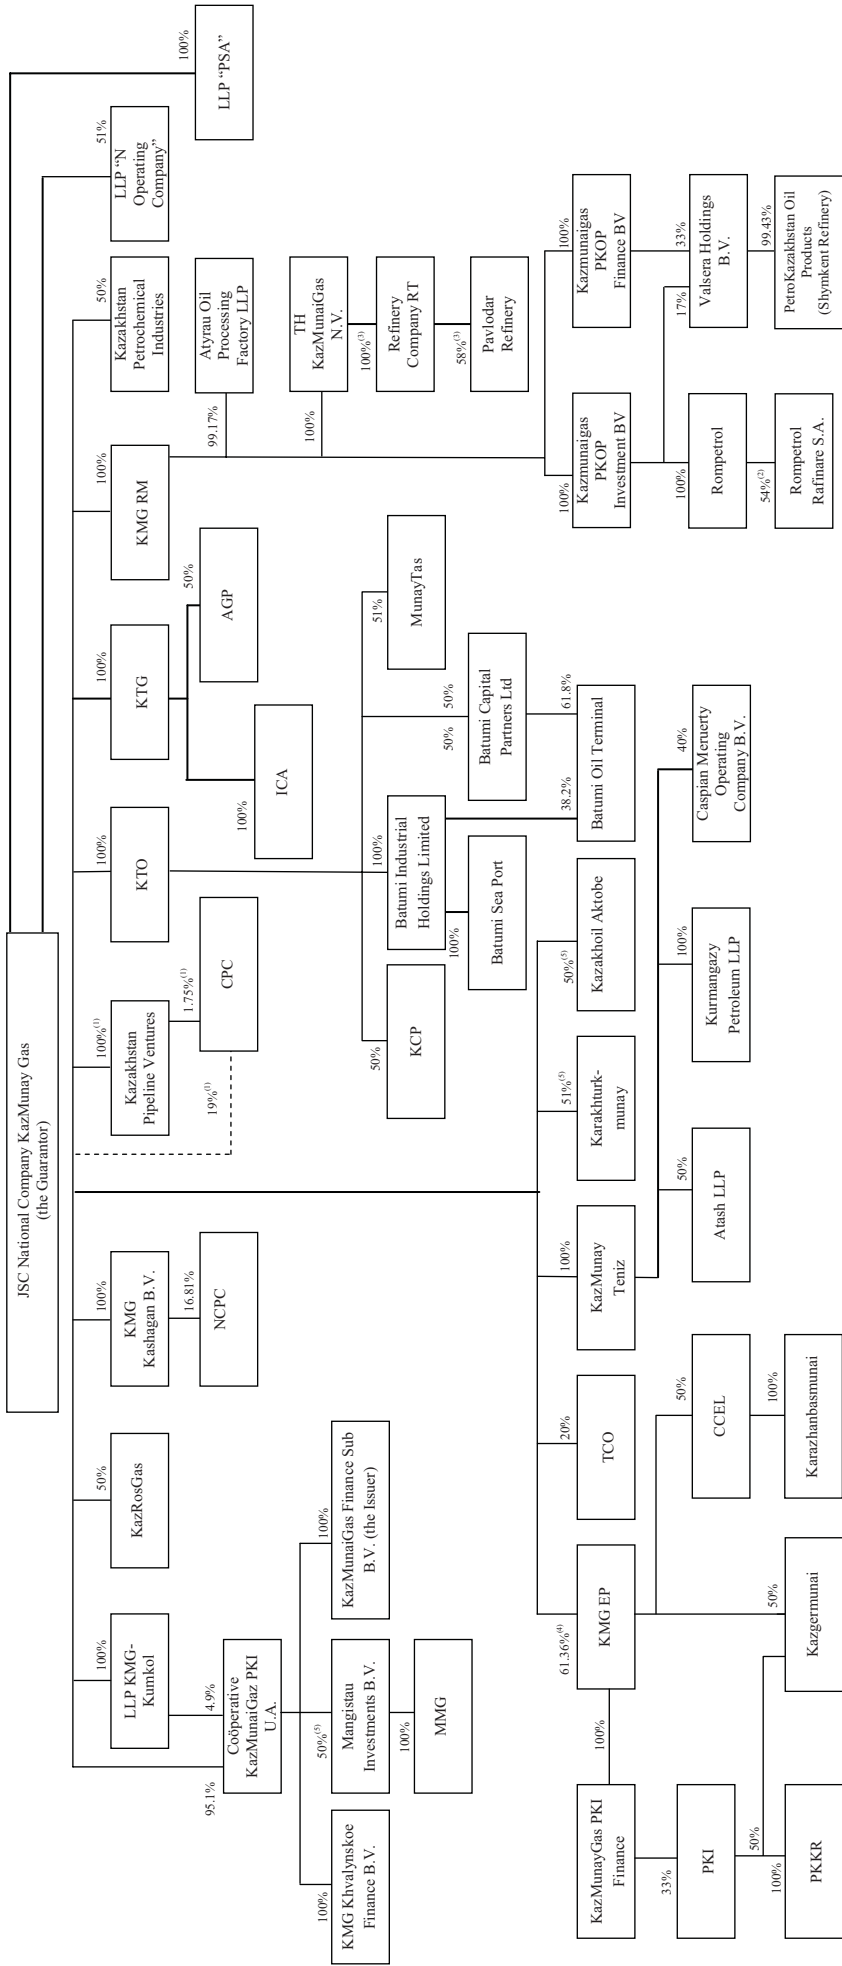 JSC National Company KazMunay Gas
(the Guarantor)
100%
LLP KMG-
Kumkol
50%
KazRosGas
100%
KMG
Kashagan B.V.
100%(1)
Kazakhstan
Pipeline Ventures
100%
KTO
100%
KTG
100%
KMG RM
50%
Kazakhstan
Petrochemical
Industries
51%
LLP “N
Operating
Company”
100%
LLP “PSA”
95.1%
4.9%
Coöperative
KazMunaiGaz PKI
U.A.
16.81%
NCPC
19%(1)
1.75%(1)
CPC
100%
ICA
50%
AGP
99.17%
Atyrau Oil
Processing
Factory LLP
100%
TH
KazMunaiGas
N.V.
100%(3)
Refinery
Company RT
58%(3)
Pavlodar
Refinery
100%
KMG Khvalynskoe
Finance B.V.
50%(5)
Mangistau
Investments B.V.
100%
KazMunaiGas Finance Sub
B.V. (the Issuer)
100%
MMG
50%
KCP
100%
Batumi Industrial
Holdings Limited
50%
50%
Batumi Capital
Partners Ltd
51%
MunayTas
100%
Batumi Sea Port
38.2%
61.8%
Batumi Oil Terminal
100%
Kazmunaigas
PKOP
Investment BV
100%
Kazmunaigas
PKOP
Finance BV
100%
Rompetrol
17%
33%
Valsera Holdings
B.V.
54%(2)
Rompetrol
Rafinare S.A.
99.43%
PetroKazakhstan Oil
Products
(Shymkent Refinery)
61.36%(4)
KMG EP
20%
TCO
100%
KazMunay
Teniz
51%(5)
Karakhturk-
munay
50%(5)
Kazakhoil Aktobe
100%
KazMunayGas PKI
Finance
33%
PKI
50%
CCEL
50%
Atash LLP
100%
Kurmangazy
Petroleum LLP
40%
Caspian Meruerty
Operating
Company B.V.
100%
PKKR
50%
50%
Kazgermunai
100%
Karazhanbasmunai